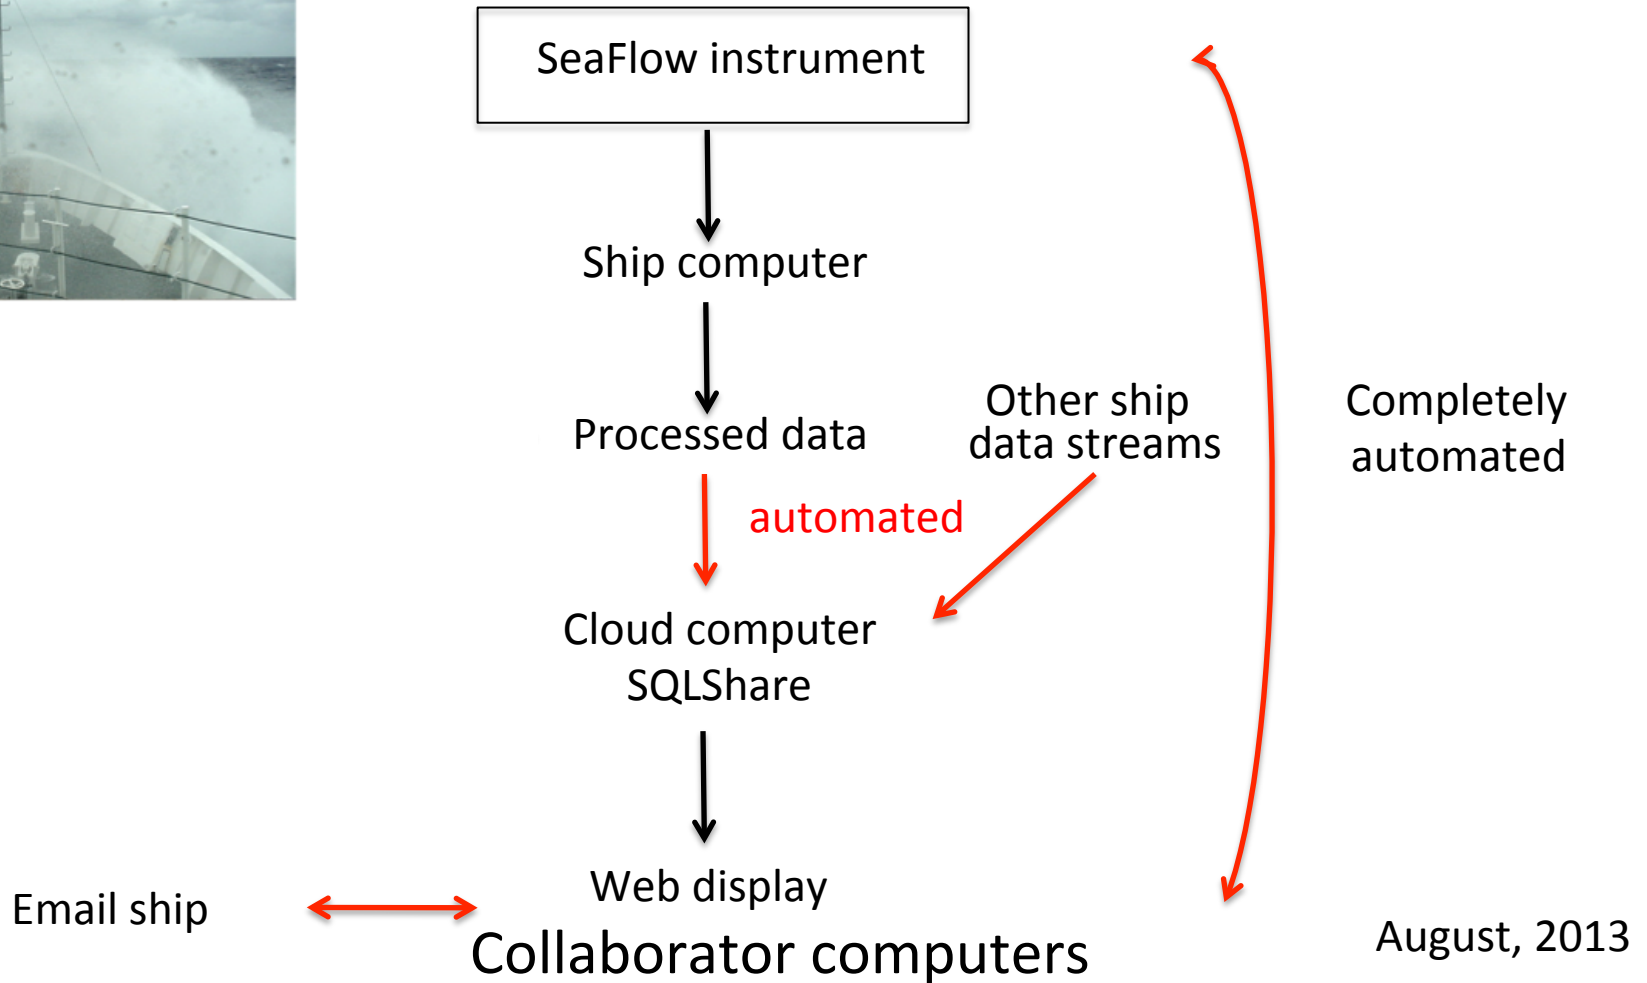 SeaFlow instrument
Ship computer
Processed data
Other ship
data streams
Completely
automated
automated
Cloud computer
SQLShare
Web display
Email ship
Collaborator computers
August, 2013